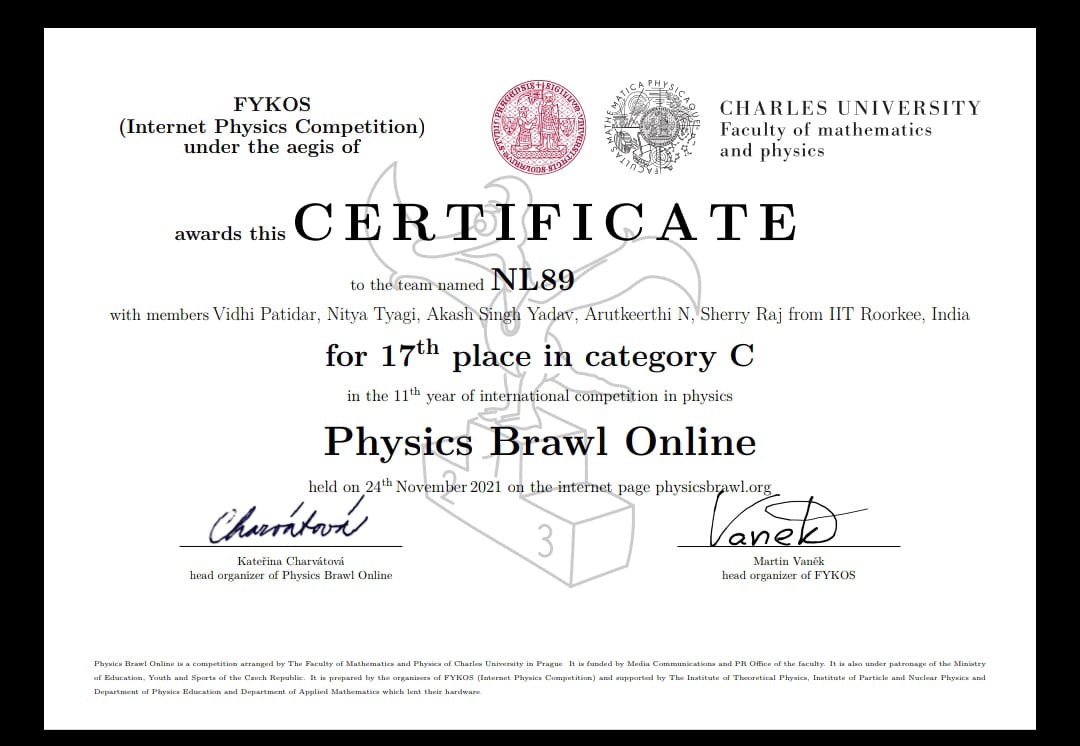 FYKOS
(Internet Physics Competition)
under the aegis of
CHARLES UNIVERSITY
Faculty of mathematics
and physics
awards this CERTIFICATE
to the team named NL89
with members Vidhi Patidar, Nitya Tyagi, Akash Singh Yadav, Arutkeerthi N, Sherry Raj from IIT Roorkee, India
for 17th place in category C
in the 11th year of international competition in physics
Physics Brawl Online
held on 24th November 2021 on the internet page physicsbrawl.org
2
3
Charvátová
Vanek
Kateřina Charvátová
head organizer of Physics Brawl Online
Martin Vaněk
head organizer of FYKOS
Physics Brawl Online is a competition arranged by The Faculty of Mathematics and Physics of Charles University in Prague. It is funded by Media Communications and PR Office of the faculty. It is also under patronage of the Ministry
of Education, Youth and Sports of the Czech Republic. It is prepared by the organisers of FYKOS (Internet Physics Competition) and supported by The Institute of Theoretical Physics, Institute of Particle and Nuclear Physics and
Department of Physics Education and Department of Applied Mathematics which lent their hardware.